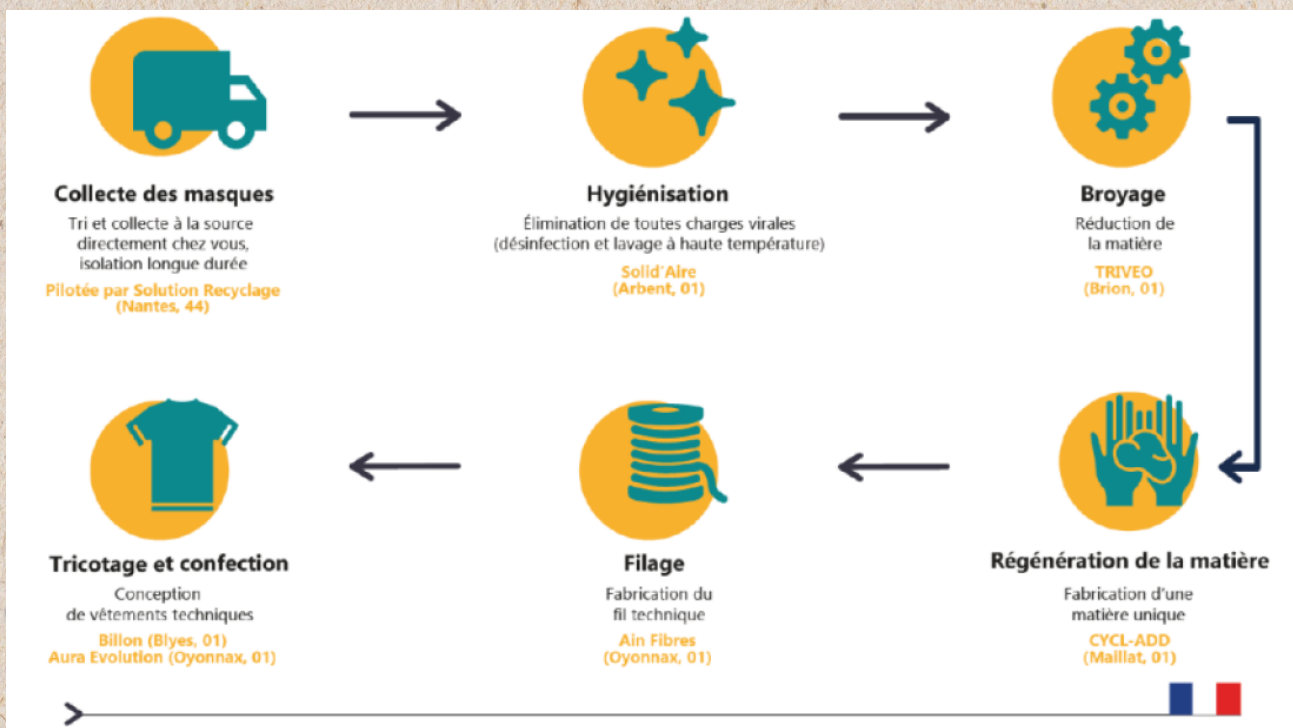 Collecte des masques
Tri et collecte à la source
directement chez vous,
isolation longue durée
Pilotée par Solution Recyclage
(Nantes, 44)
Hygiénisation
Élimination de toutes charges virales
(désinfection et lavage à haute température)
Solid'Aire
(Arbent, 01)
Broyage
Réduction de
la matière
TRIVEO
(Brion, 01)
Régénération de la matière
Fabrication d'une
matière unique
CYCL-ADD
(Maillat, 01)
Filage
Fabrication du
fil technique
Ain Fibres
(Oyonnax, 01)
Tricotage et confection
Conception
de vêtements techniques
Billon (Blyes, 01)
Aura Evolution (Oyonnax, 01)